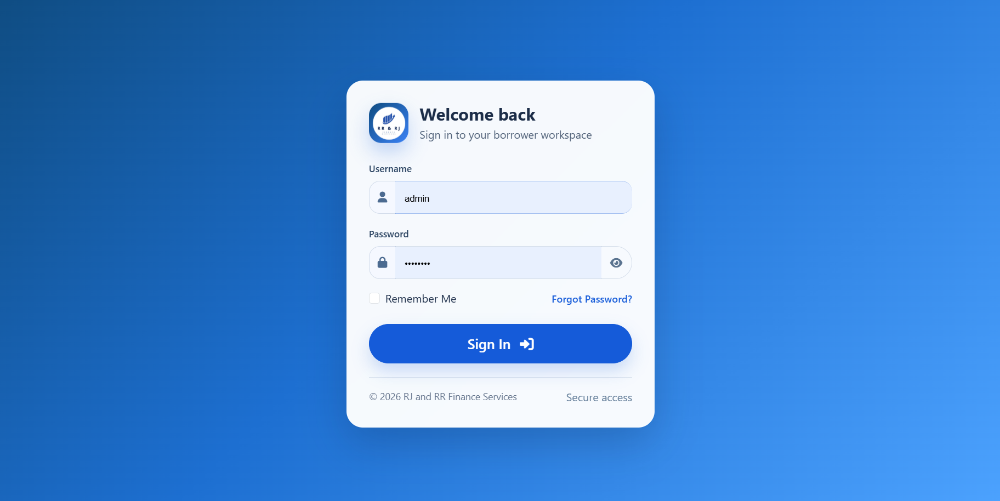 Welcome back
RR & RJ
Sign in to your borrower workspace
Username
admin
Password
••••••••
Remember Me
Forgot Password?
Sign In
© 2026 RJ and RR Finance Services
Secure access